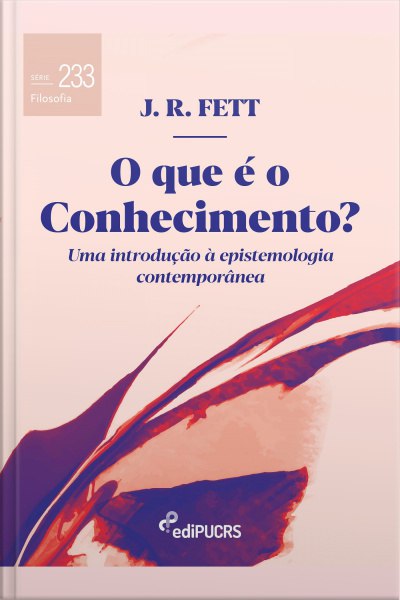 SÉRIE 233
Filosofia
J. R. FETT
O que é o
Conhecimento?
Uma introdução à epistemologia
contemporânea
ediPUCRS